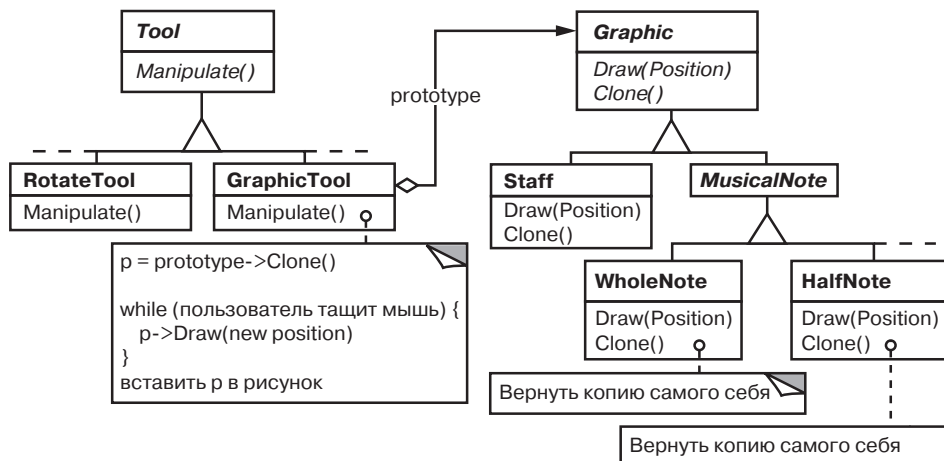 Tool
Manipulate()
Graphic
Draw(Position)
Clone()
prototype
RotateTool
Manipulate()
GraphicTool
Manipulate()
Staff
Draw(Position)
Clone()
MusicalNote
p = prototype->Clone()
while (пользователь тащит мышь) {
p->Draw(new position)
}
вставить p в рисунок
WholeNote
Draw(Position)
Clone()
HalfNote
Draw(Position)
Clone()
Вернуть копию самого себя
Вернуть копию самого себя